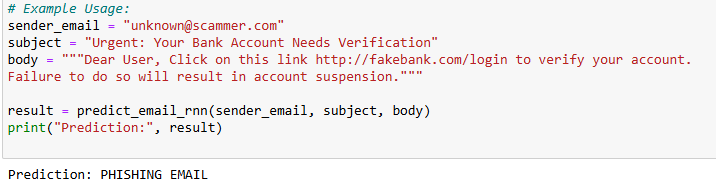 # Example Usage:
sender_email = "unknown@scammer.com"
subject = "Urgent: Your Bank Account Needs Verification"
body = """Dear User, Click on this link http://fakebank.com/login to verify your account.
Failure to do so will result in account suspension."""
result = predict_email_rnn(sender_email, subject, body)
print("Prediction:", result)
Prediction: PHISHING EMAIL